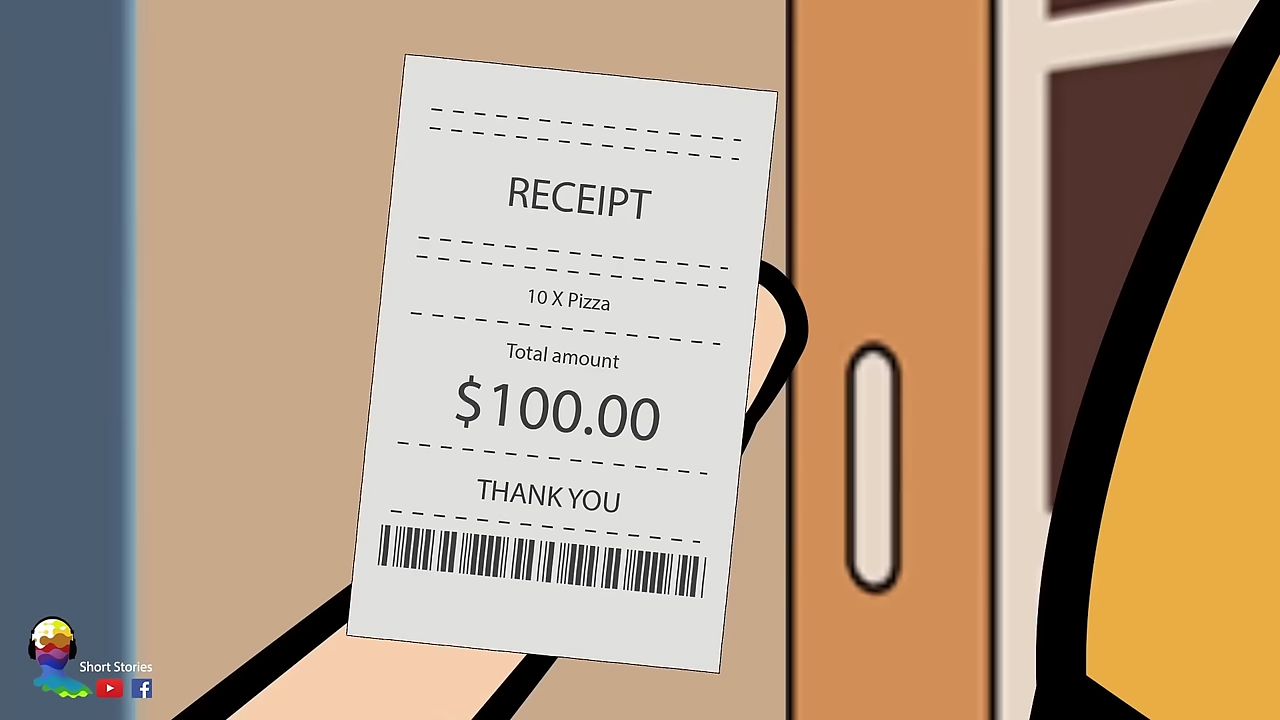 RECEIPT
10 X Pizza
Total amount
$100.00
THANK YOU
Short Stories